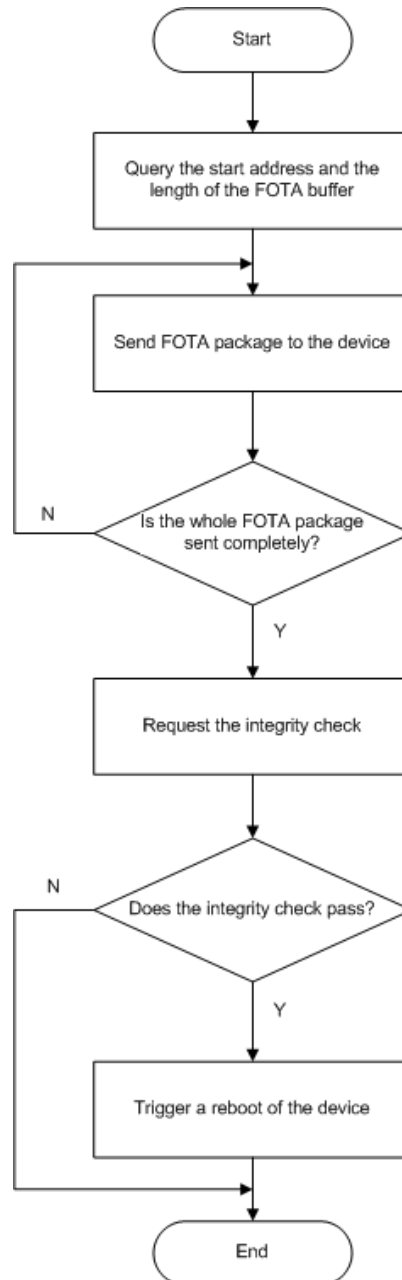 Start
Query the start address and the
length of the FOTA buffer
Send FOTA package to the device
N
Is the whole FOTA package
sent completely?
Y
Request the integrity check
N
Does the integrity check pass?
Y
Trigger a reboot of the device
End